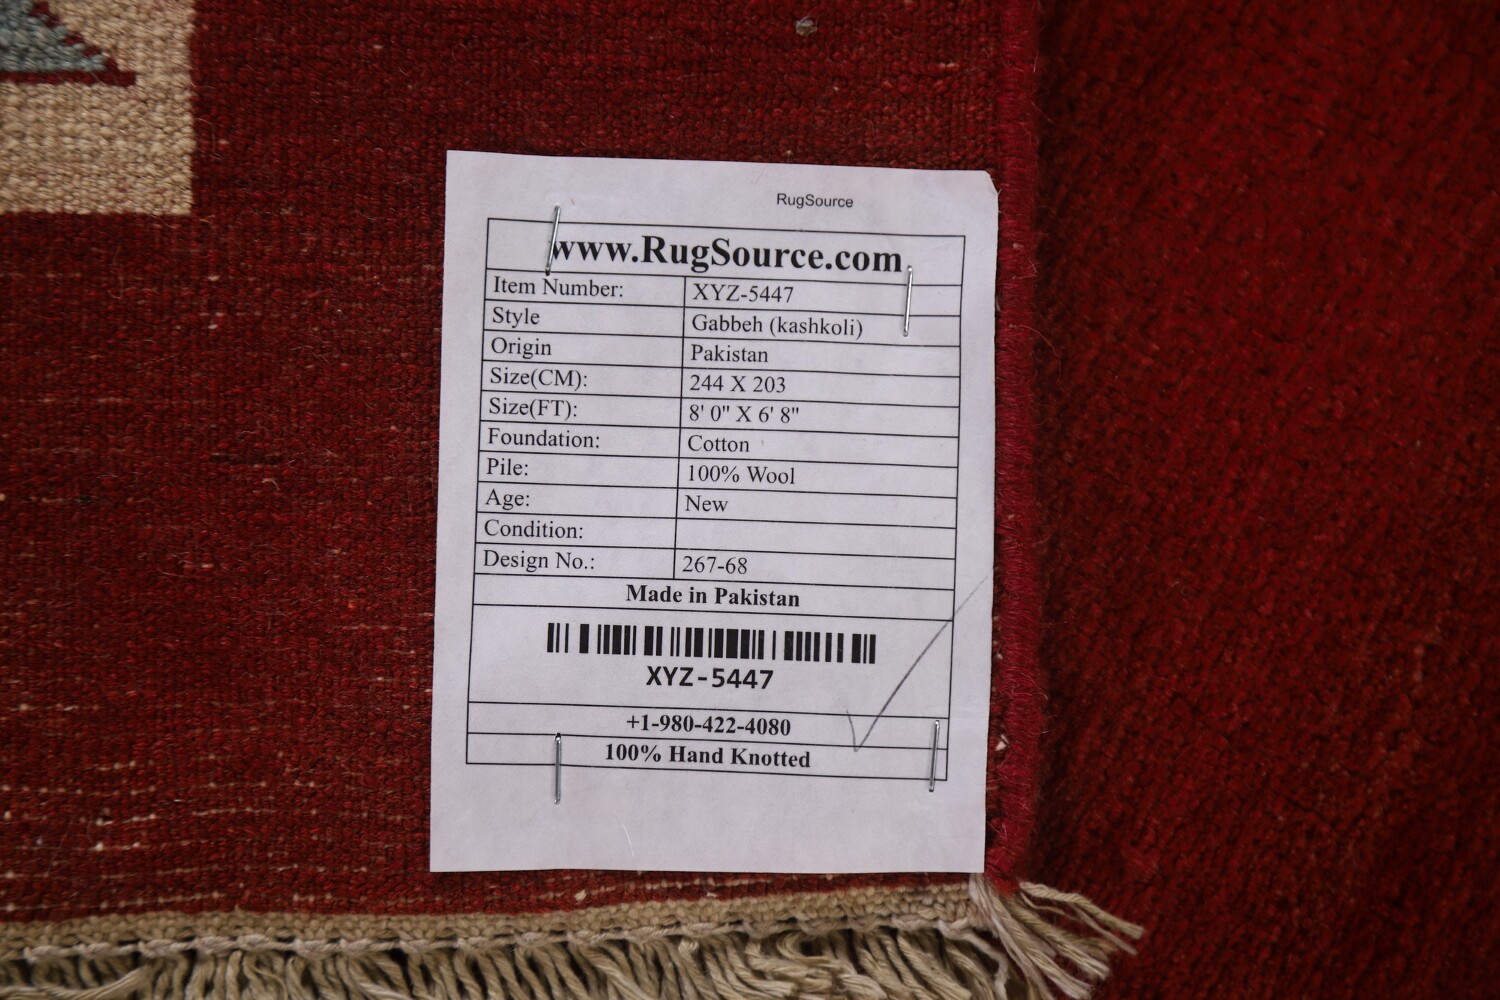 RugSource
www.RugSource.com
Item Number: XYZ-5447
Style Gabbeh (kashkoli)
Origin Pakistan
Size(CM): 244 X 203
Size(FT): 8' 0" X 6' 8"
Foundation: Cotton
Pile: 100% Wool
Age: New
Condition:
Design No.: 267-68
Made in Pakistan
XYZ-5447
+1-980-422-4080
100% Hand Knotted